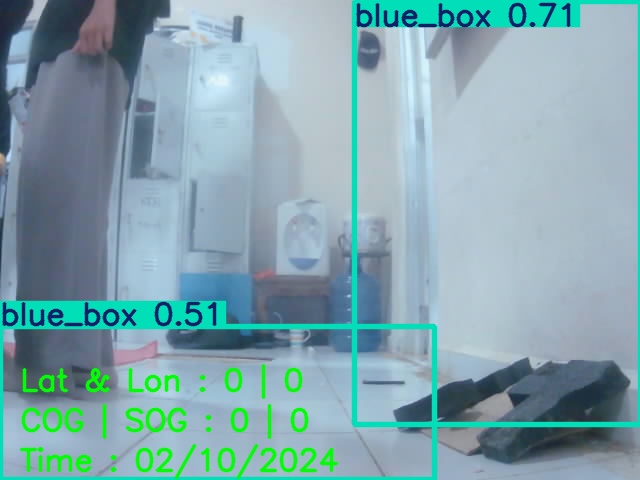 blue_box 0.71
blue_box 0.51
Lat & Lon : 0 | 0
COG | SOG : 0 | 0
Time : 02/10/2024